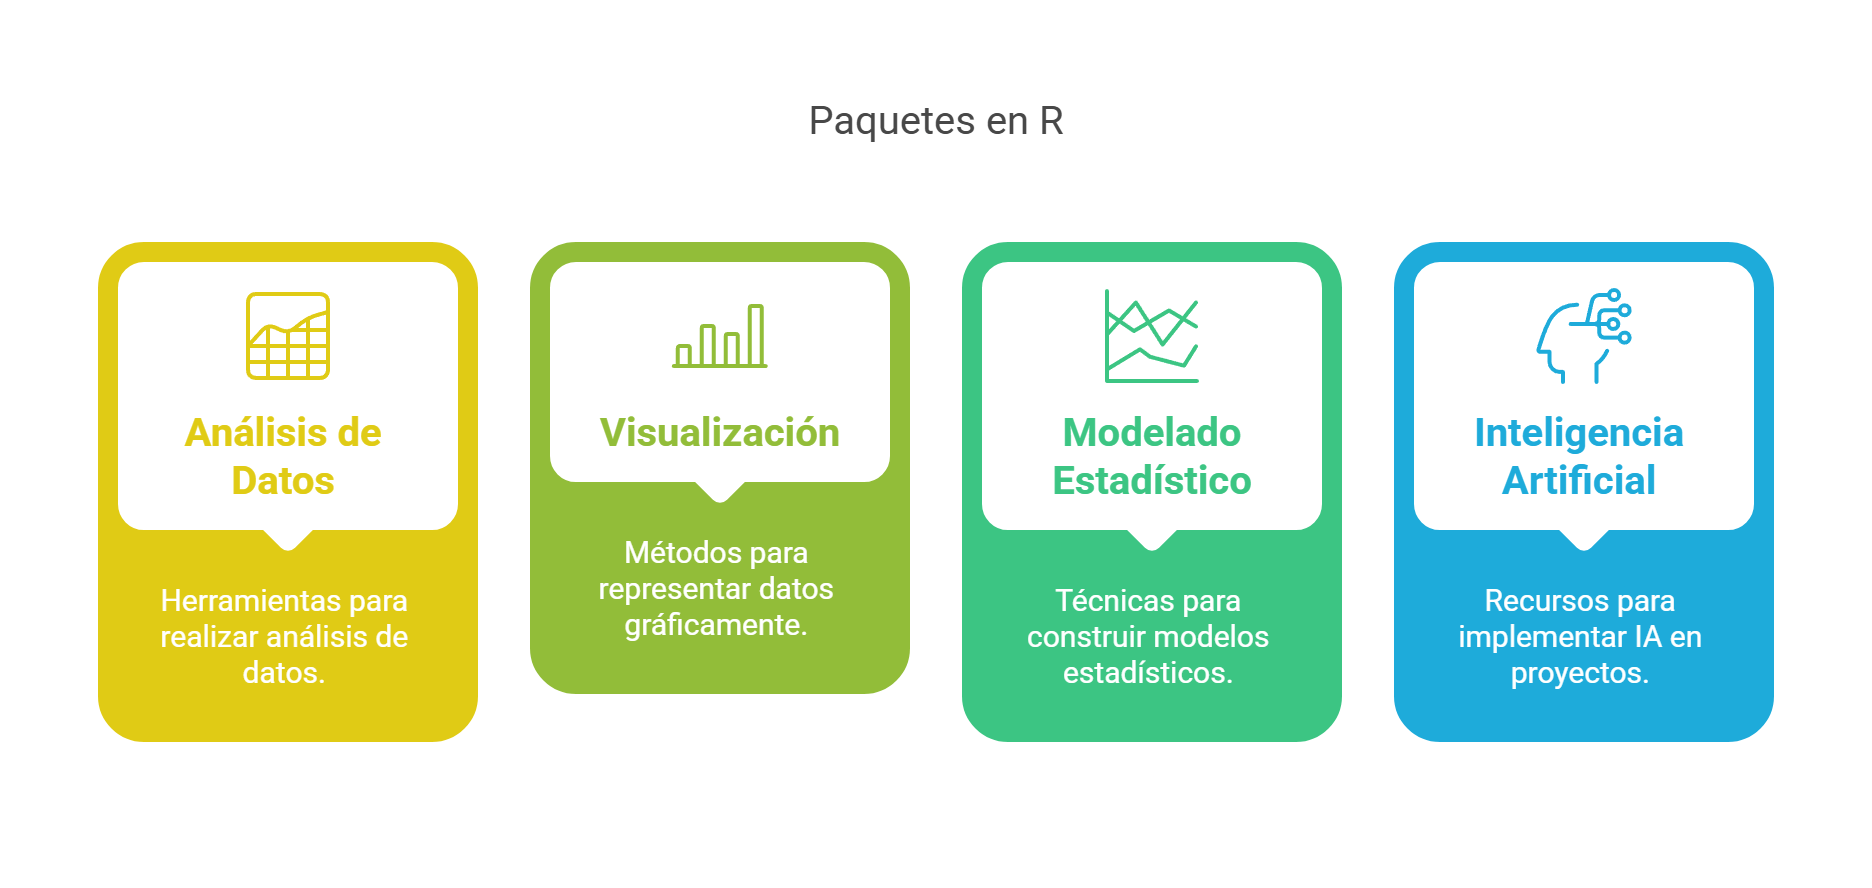 Paquetes en R
Análisis de
Datos
Herramientas para
realizar análisis de
datos.
Visualización
Métodos para
representar datos
gráficamente.
Modelado
Estadístico
Técnicas para
construir modelos
estadísticos.
Inteligencia
Artificial
Recursos para
implementar IA en
proyectos.